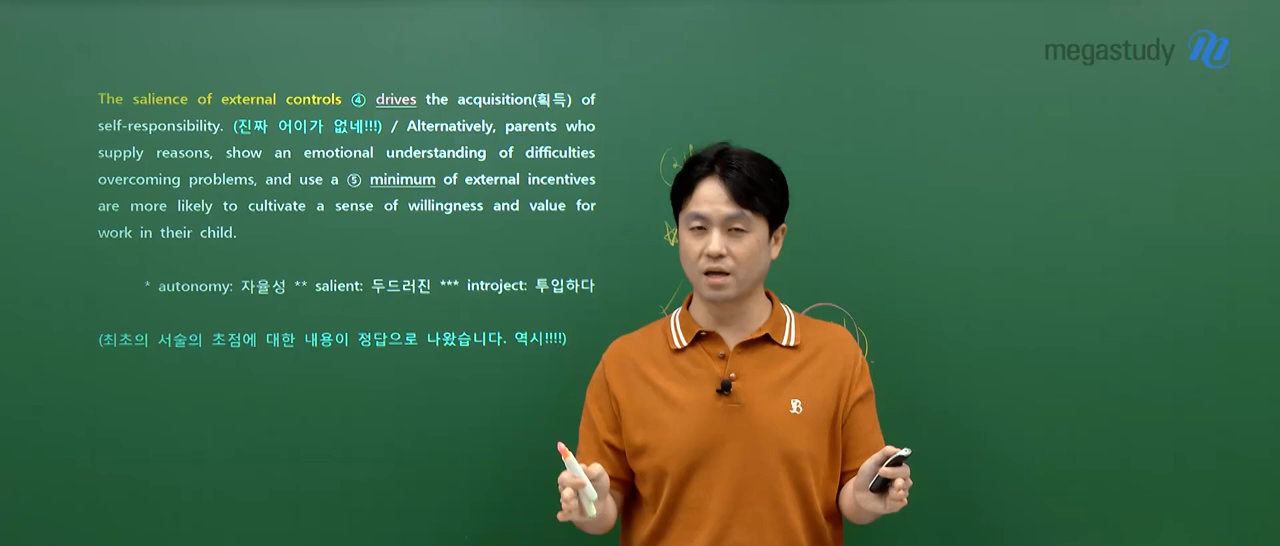 megastudy
The salience of external controls ④ drives the acquisition(획득) of
self-responsibility. (진짜 어이가 없네!!!) / Alternatively, parents who
supply reasons, show an emotional understanding of difficulties
overcoming problems, and use a ⑤ minimum of external incentives
are more likely to cultivate a sense of willingness and value for
work in their child.
* autonomy: 자율성 ** salient: 두드러진 *** introject: 투입하다
(최초의 서술의 초점에 대한 내용이 정답으로 나왔습니다. 역시!!!!)